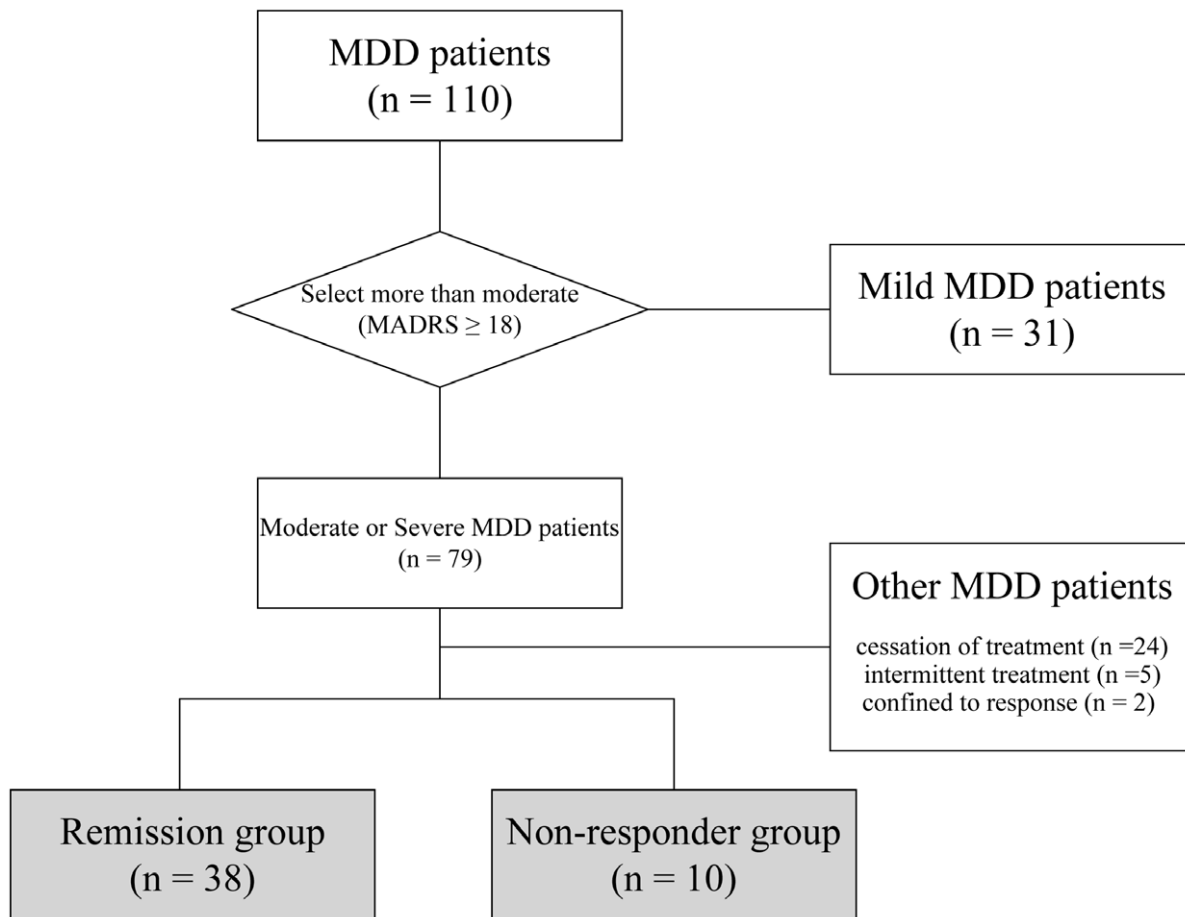 MDD patients
(n = 110)
Select more than moderate
(MADRS ≥ 18)
Mild MDD patients
(n = 31)
Moderate or Severe MDD patients
(n = 79)
Other MDD patients
cessation of treatment (n =24)
intermittent treatment (n =5)
confined to response (n = 2)
Remission group
(n = 38)
Non-responder group
(n = 10)